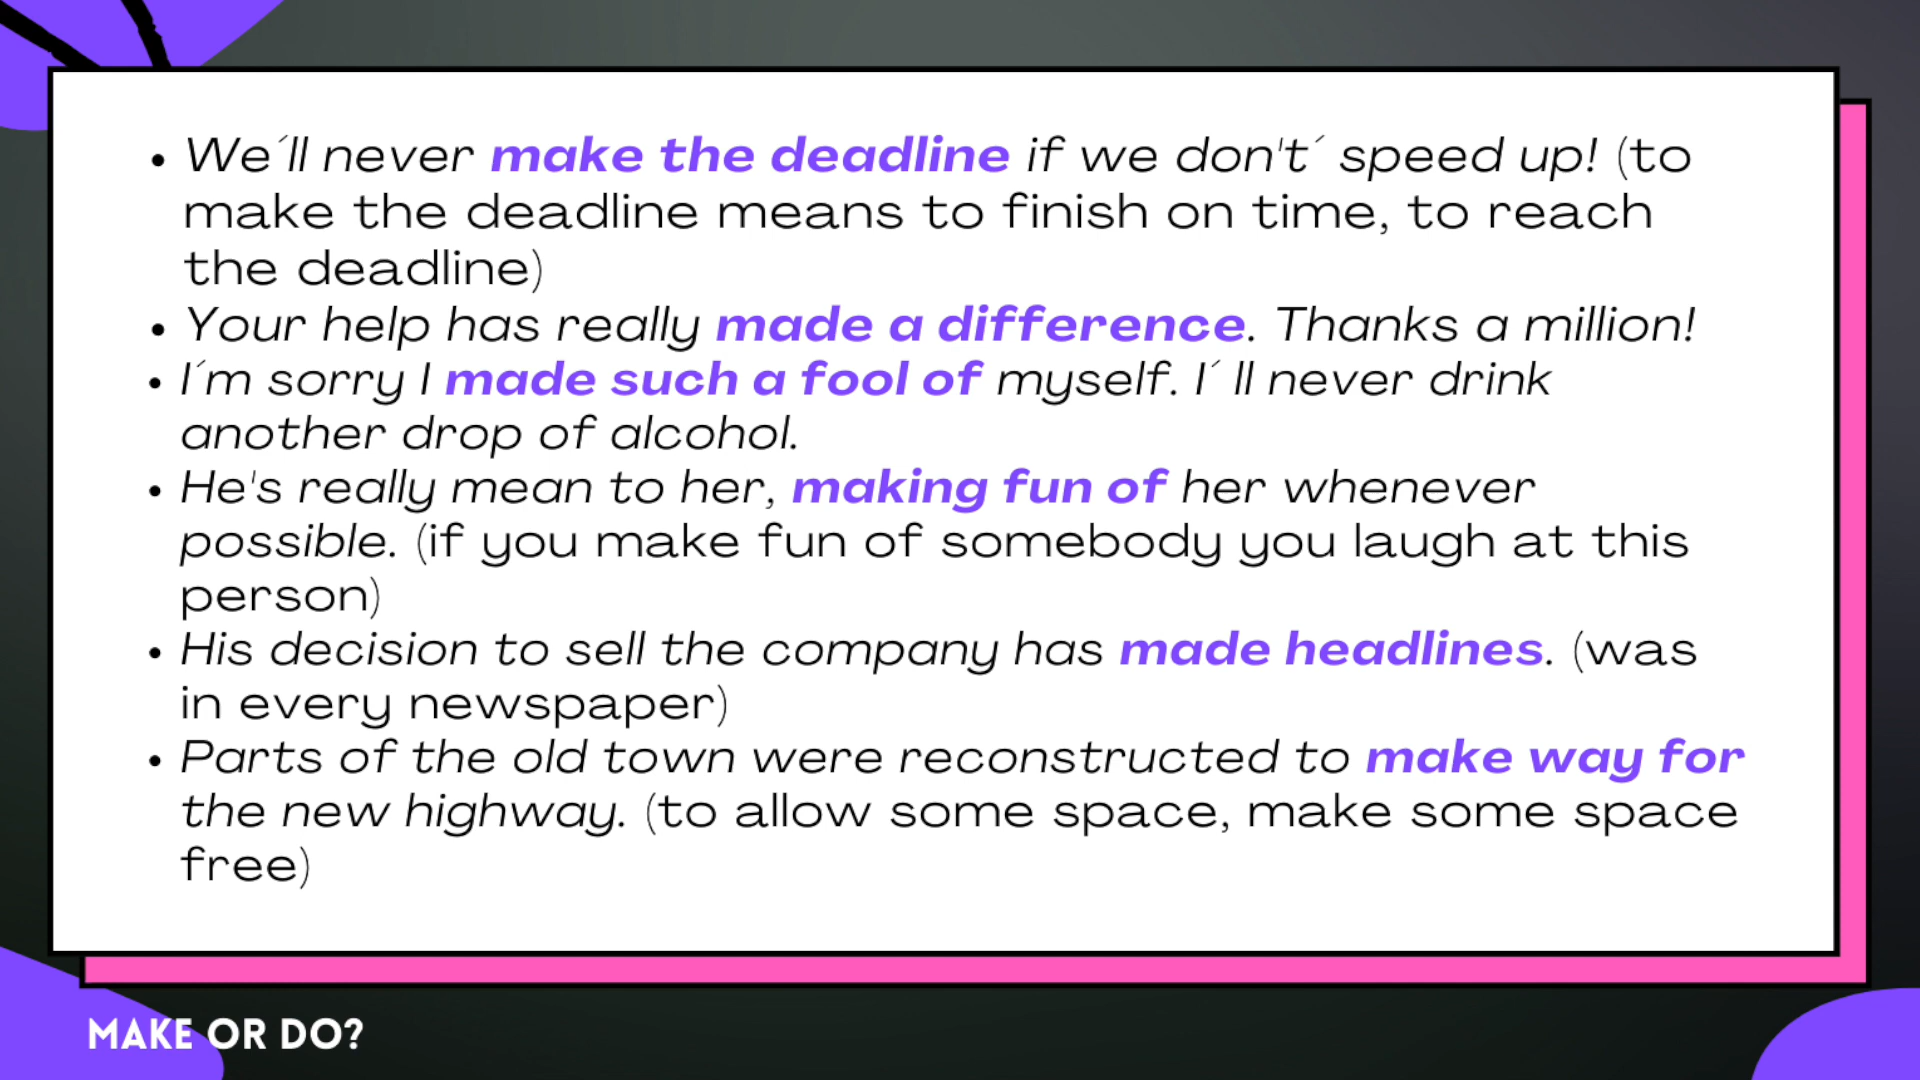 • We´ll never make the deadline if we don't´ speed up! (to
make the deadline means to finish on time, to reach
the deadline)
• Your help has really made a difference. Thanks a million!
• I´m sorry I made such a fool of myself. I´ ll never drink
another drop of alcohol.
• He's really mean to her, making fun of her whenever
possible. (if you make fun of somebody you laugh at this
person)
• His decision to sell the company has made headlines. (was
in every newspaper)
• Parts of the old town were reconstructed to make way for
the new highway. (to allow some space, make some space
free)
MAKE OR DO?